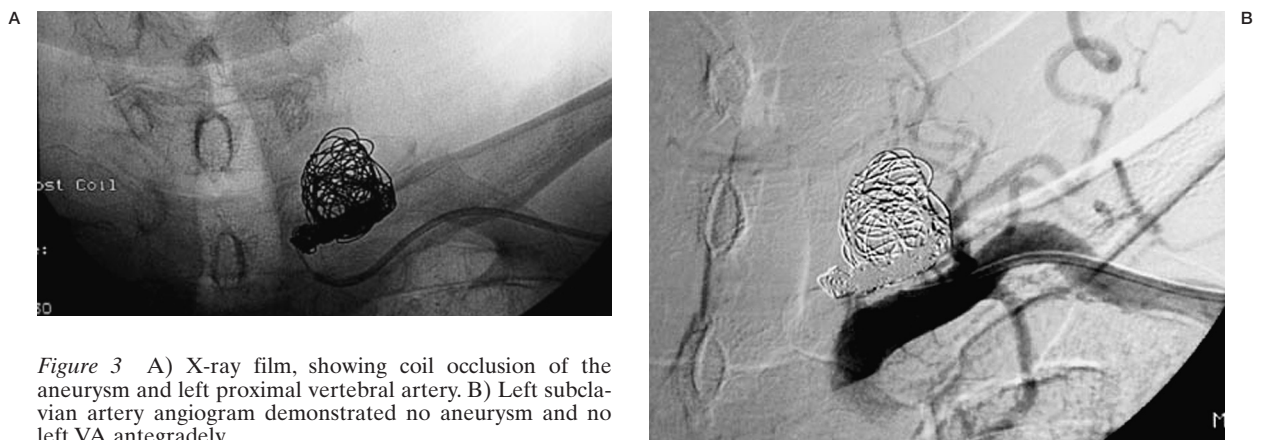 A
B
ost Coil
:
30
M
Figure 3 A) X-ray film, showing coil occlusion of the
aneurysm and left proximal vertebral artery. B) Left subcla-
vian artery angiogram demonstrated no aneurysm and no
left VA antegradely